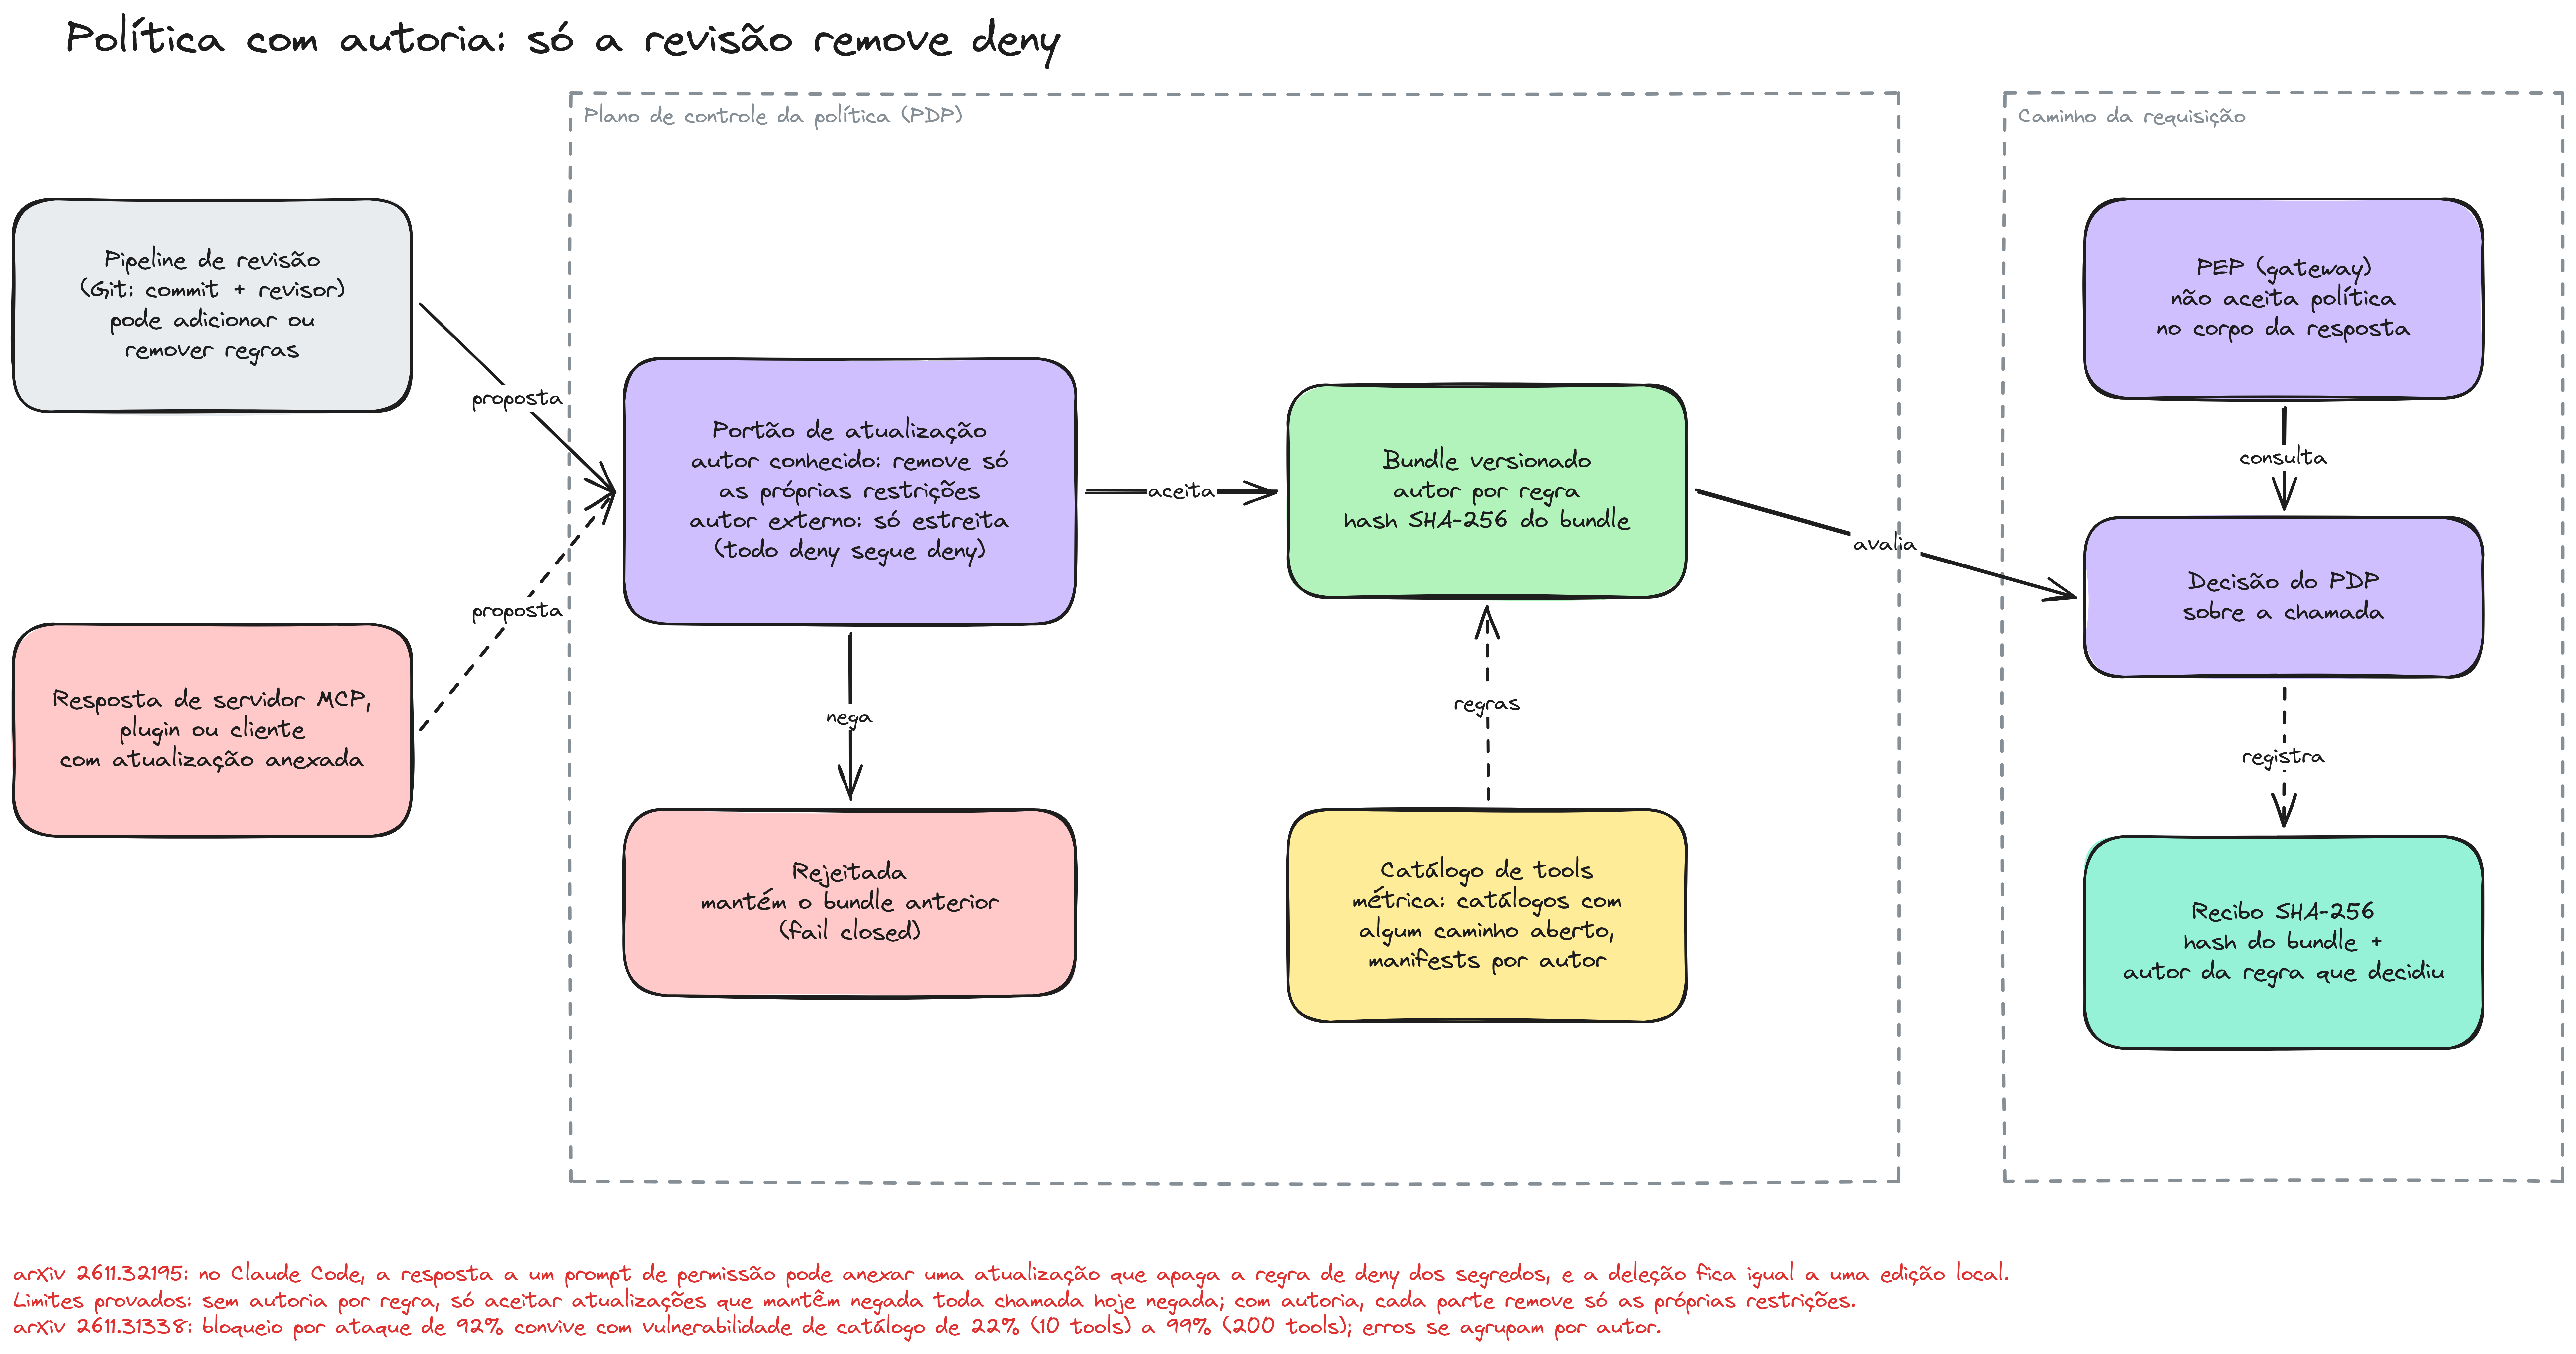 Política com autoria: só a revisão remove deny
Plano de controle da política (PDP)
Caminho da requisição
Pipeline de revisão
(Git: commit + revisor)
pode adicionar ou
remover regras
proposta
Resposta de servidor MCP,
plugin ou cliente
com atualização anexada
proposta
Portão de atualização
autor conhecido: remove só
as próprias restrições
autor externo: só estreita
(todo deny segue deny)
aceita
nega
Rejeitada
mantém o bundle anterior
(fail closed)
Bundle versionado
autor por regra
hash SHA-256 do bundle
regras
Catálogo de tools
métrica: catálogos com
algum caminho aberto,
manifests por autor
avalia
PEP (gateway)
não aceita política
no corpo da resposta
consulta
Decisão do PDP
sobre a chamada
registra
Recibo SHA-256
hash do bundle +
autor da regra que decidiu
arXiv 2611.32195: no Claude Code, a resposta a um prompt de permissão pode anexar uma atualização que apaga a regra de deny dos segredos, e a deleção fica igual a uma edição local.
Limites provados: sem autoria por regra, só aceitar atualizações que mantêm negada toda chamada hoje negada; com autoria, cada parte remove só as próprias restrições.
arXiv 2611.31338: bloqueio por ataque de 92% convive com vulnerabilidade de catálogo de 22% (10 tools) a 99% (200 tools); erros se agrupam por autor.